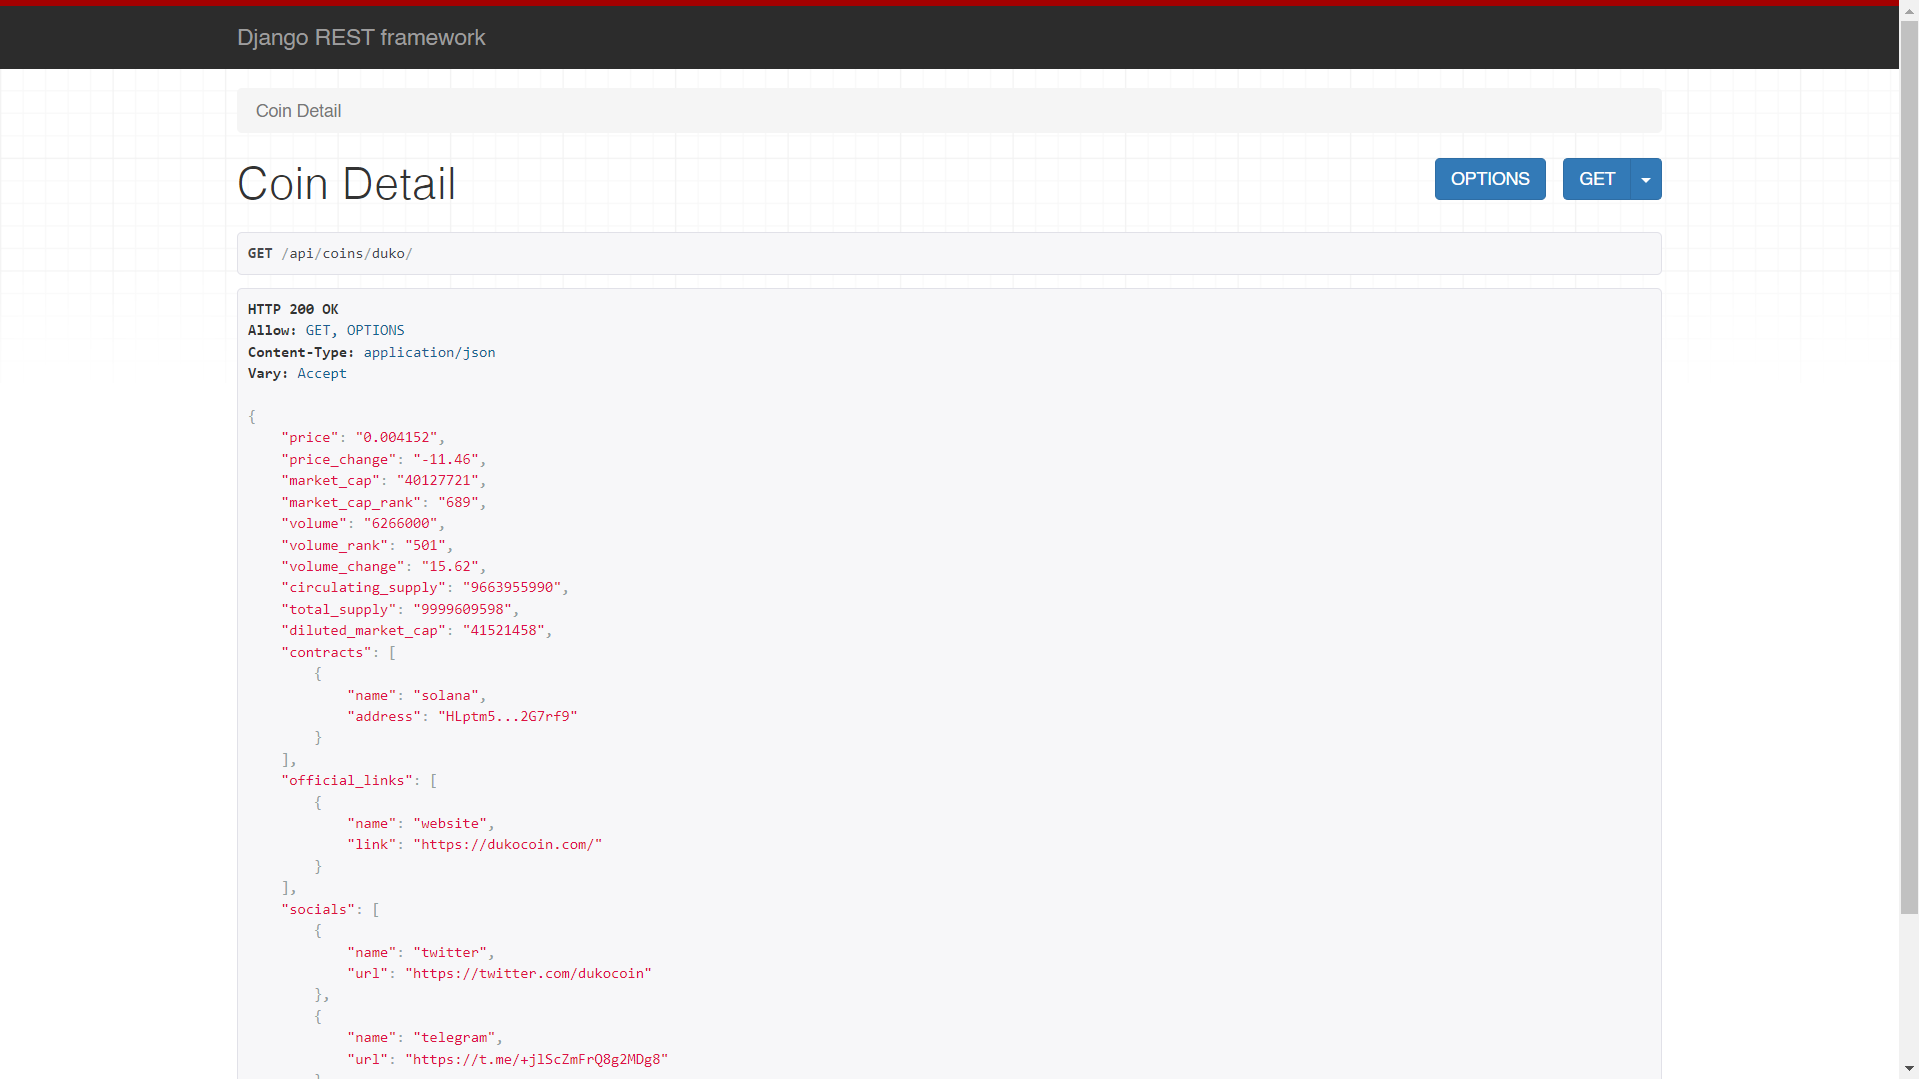 Django REST framework
Coin Detail
Coin Detail
OPTIONS
GET
GET /api/coins/duko/
HTTP 200 OK
Allow: GET, OPTIONS
Content-Type: application/json
Vary: Accept
{
"price": "0.004152",
"price_change": "-11.46",
"market_cap": "40127721",
"market_cap_rank": "689",
"volume": "6266000",
"volume_rank": "501",
"volume_change": "15.62",
"circulating_supply": "9663955990",
"total_supply": "9999609598",
"diluted_market_cap": "41521458",
"contracts": [
{
"name": "solana",
"address": "HLptm5...2G7rf9"
}
],
"official_links": [
{
"name": "website",
"link": "https://dukocoin.com/"
}
],
"socials": [
{
"name": "twitter",
"url": "https://twitter.com/dukocoin"
},
{
"name": "telegram",
"url": "https://t.me/+jlScZmFrQ8g2MDg8"